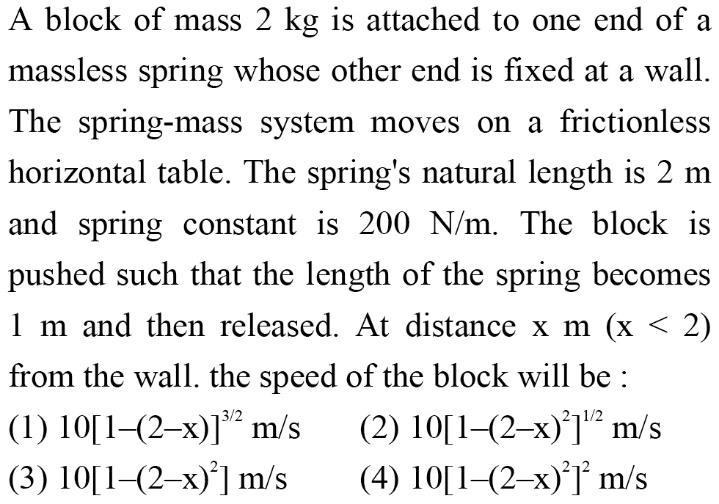 A block of mass 2 kg is attached to one end of a
massless spring whose other end is fixed at a wall.
The spring-mass system moves on a frictionless
horizontal table. The spring's natural length is 2 m
and spring constant is 200 N/m. The block is
pushed such that the length of the spring becomes
1 m and then released. At distance x m (x < 2)
from the wall. the speed of the block will be :
(1) 10[1–(2–x)]^{3/2} m/s (2) 10[1–(2–x)²]^{1/2} m/s
(3) 10[1–(2–x)²] m/s (4) 10[1–(2–x)²]² m/s